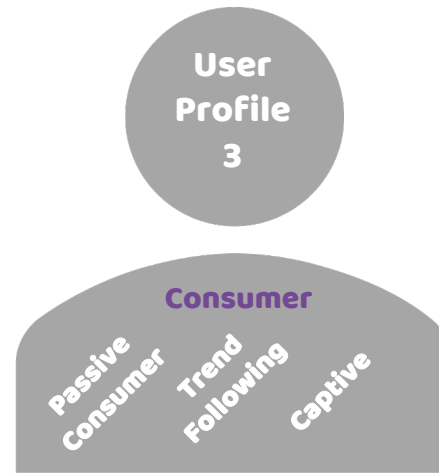 User
Profile
3
Consumer
Passive
Consumer
Trend
Following
Captive